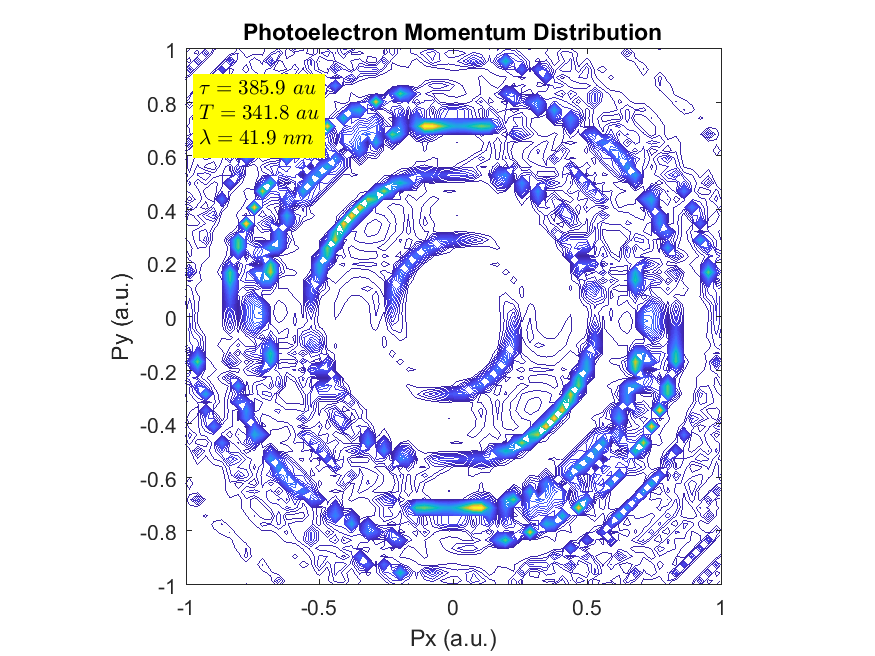 Photoelectron Momentum Distribution
τ = 385.9 au
T = 341.8 au
λ = 41.9 nm
1
0.8
0.6
0.4
0.2
0
-0.2
-0.4
-0.6
-0.8
-1
Py (a.u.)
-1 -0.5 0 0.5 1
Px (a.u.)